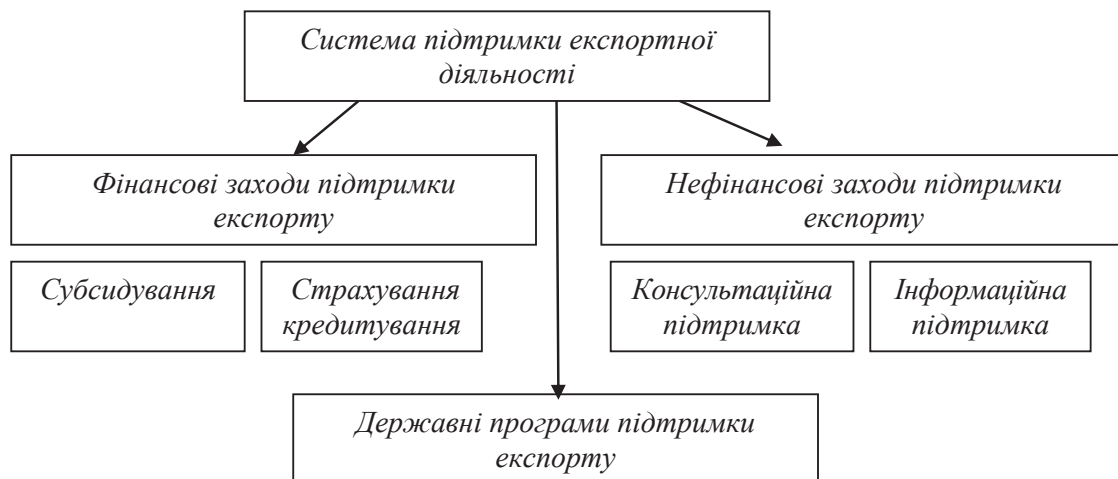 Система підтримки експортної
діяльності
Фінансові заходи підтримки
експорту
Нефінансові заходи підтримки
експорту
Субсидування
Страхування
кредитування
Консультаційна
підтримка
Інформаційна
підтримка
Державні програми підтримки
експорту